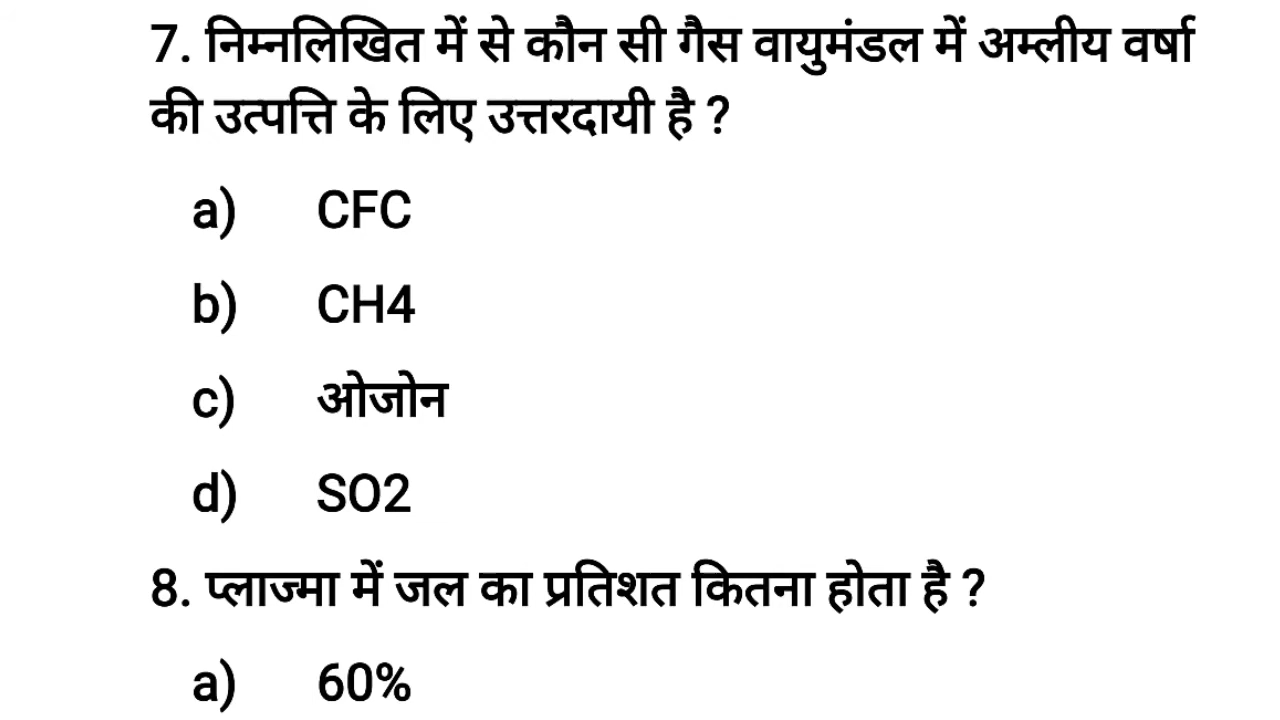 7. निम्नलिखित में से कौन सी गैस वायुमंडल में अम्लीय वर्षा
की उत्पत्ति के लिए उत्तरदायी है ?
a) CFC
b) CH4
c) ओजोन
d) SO2
8. प्लाज्मा में जल का प्रतिशत कितना होता है ?
a) 60%